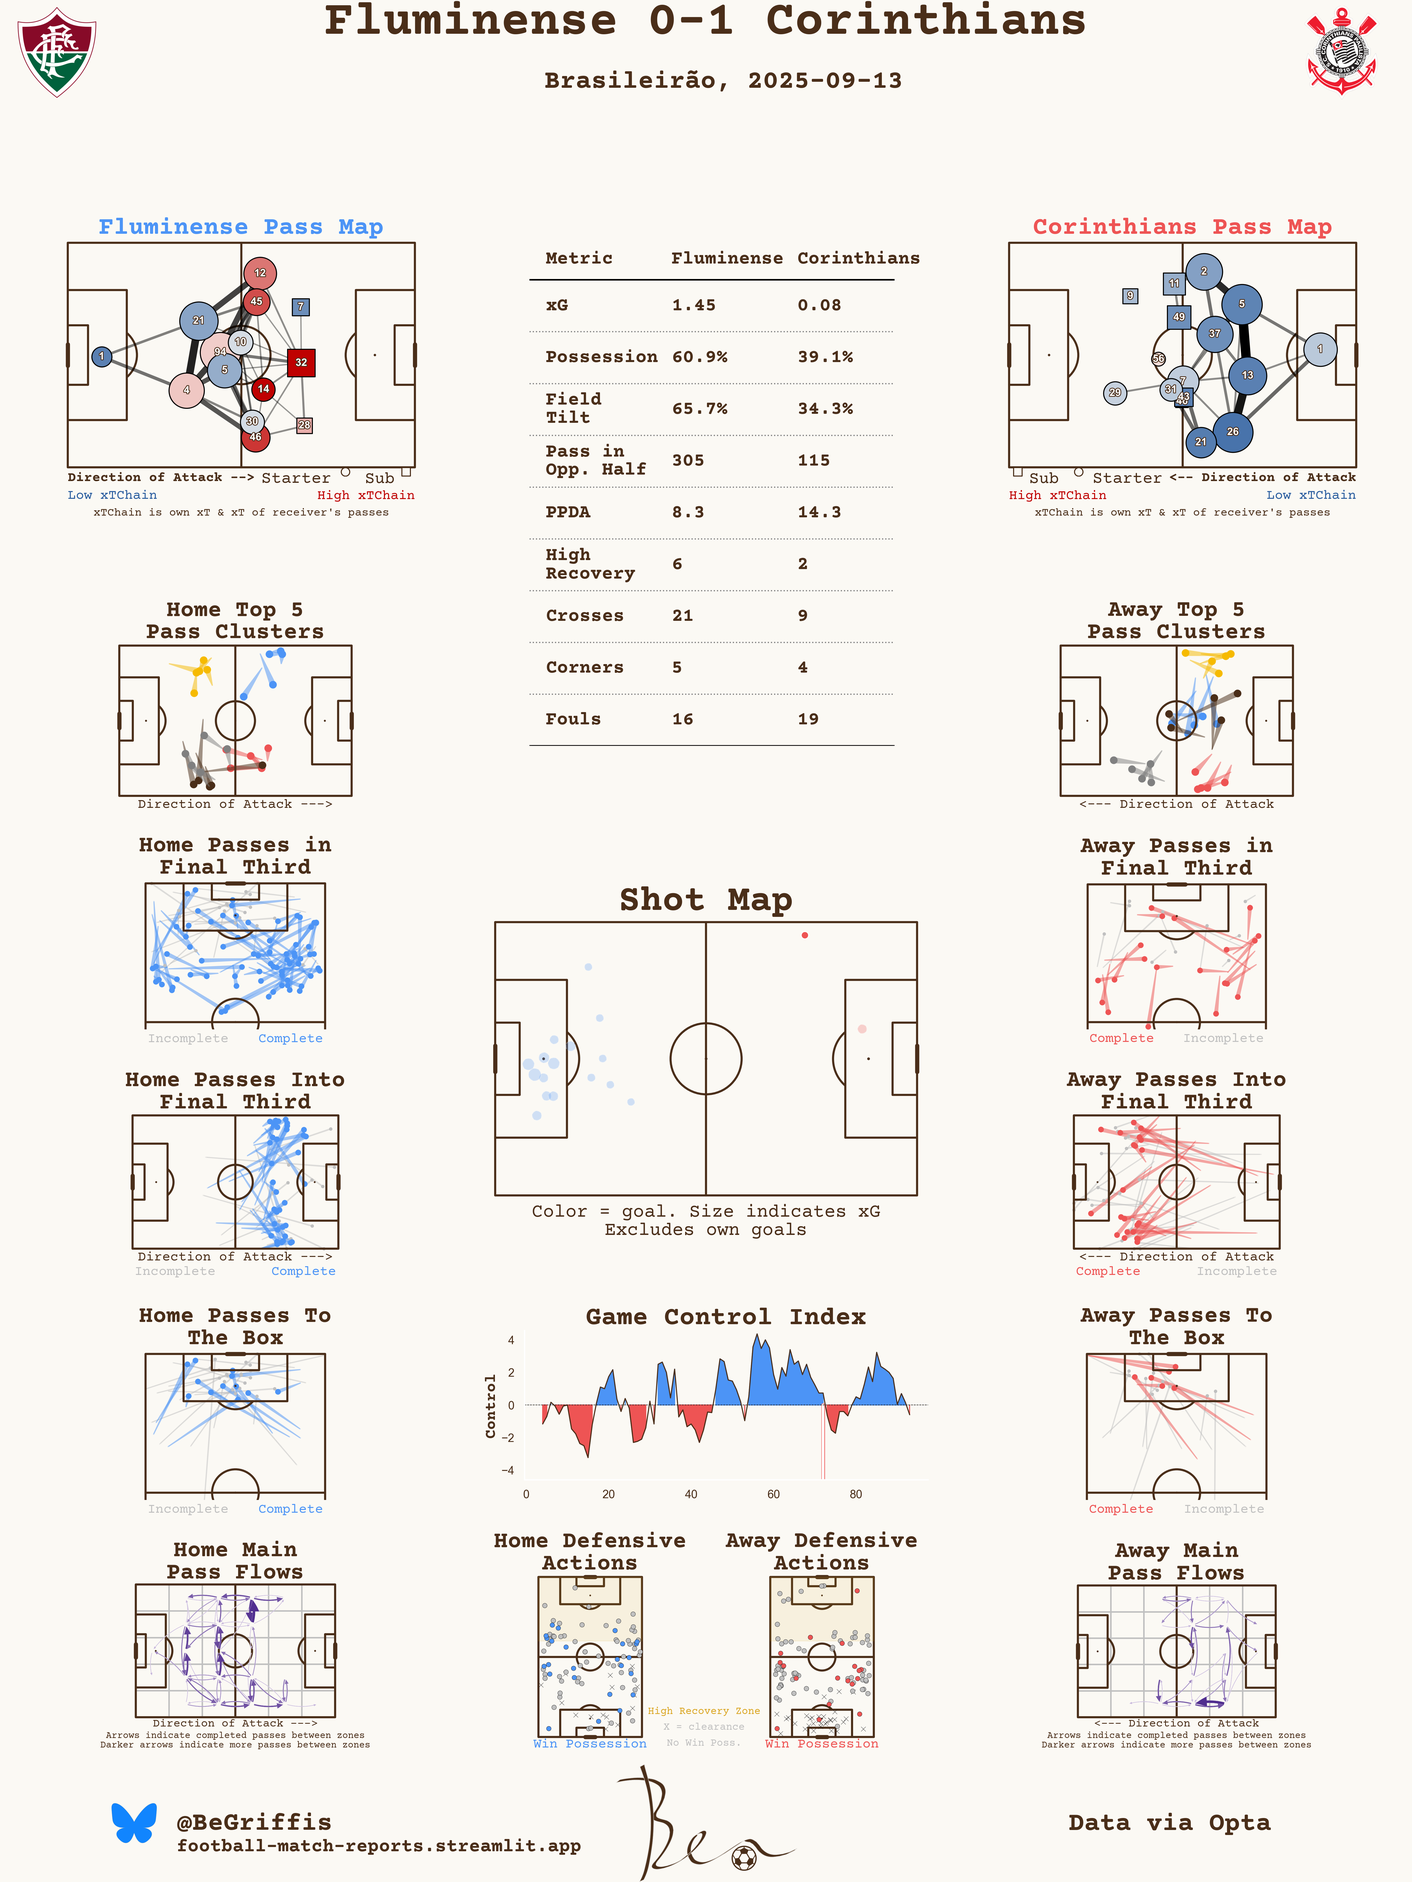 Fluminense 0-1 Corinthians
Brasileirão, 2025-09-13
Fluminense Pass Map
12
45
7
21
10
94
1
5
32
4
14
30
28
46
Direction of Attack --> Starter Sub
Low xTChain High xTChain
xTChain is own xT & xT of receiver's passes
Metric Fluminense Corinthians
xG 1.45 0.08
Possession 60.9% 39.1%
Field
Tilt 65.7% 34.3%
Pass in
Opp. Half 305 115
PPDA 8.3 14.3
High
Recovery 6 2
Crosses 21 9
Corners 5 4
Fouls 16 19
Corinthians Pass Map
2
11
9
5
49
37
1
56
13
7
31
29
43
26
21
Sub Starter <-- Direction of Attack
High xTChain Low xTChain
xTChain is own xT & xT of receiver's passes
Home Top 5
Pass Clusters
Direction of Attack --->
Away Top 5
Pass Clusters
<--- Direction of Attack
Home Passes in
Final Third
Incomplete Complete
Away Passes in
Final Third
Complete Incomplete
Shot Map
Color = goal. Size indicates xG
Excludes own goals
Home Passes Into
Final Third
Direction of Attack --->
Incomplete Complete
Away Passes Into
Final Third
<--- Direction of Attack
Complete Incomplete
Home Passes To
The Box
Incomplete Complete
Game Control Index
Control
4
2
0
−2
−4
0 20 40 60 80
Away Passes To
The Box
Complete Incomplete
Home Main
Pass Flows
Direction of Attack --->
Arrows indicate completed passes between zones
Darker arrows indicate more passes between zones
Home Defensive
Actions
Win Possession
High Recovery Zone
X = clearance
No Win Poss.
Away Defensive
Actions
Win Possession
Away Main
Pass Flows
<--- Direction of Attack
Arrows indicate completed passes between zones
Darker arrows indicate more passes between zones
@BeGriffis
football-match-reports.streamlit.app
Ben
Data via Opta